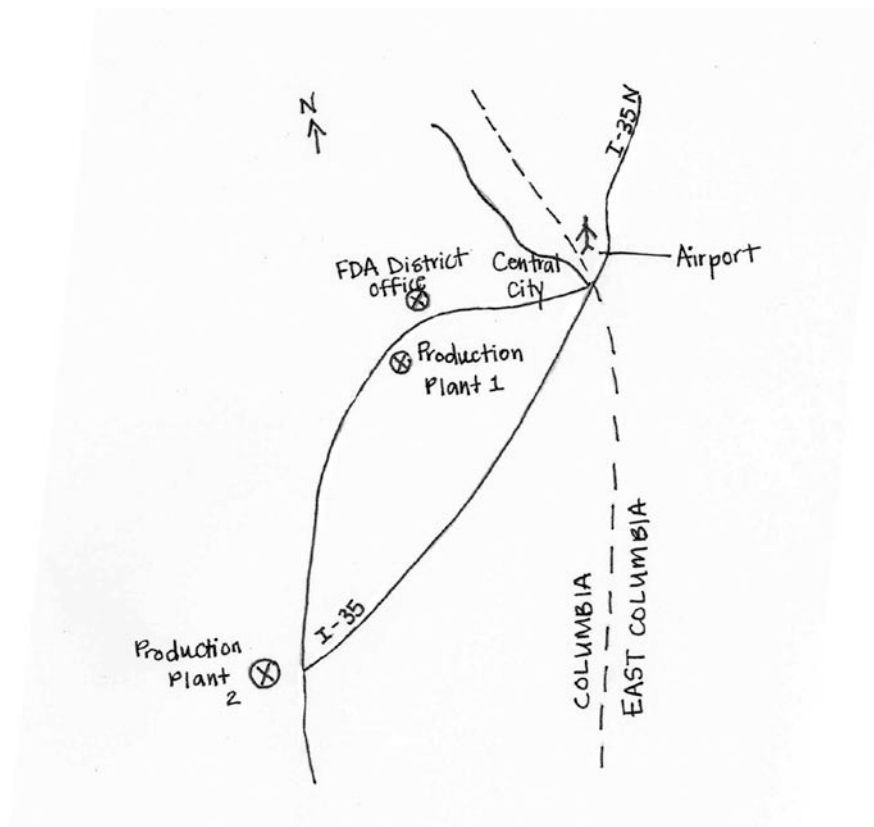 N
I-35N
FDA District
office
Central
City
Airport
Production
Plant 1
I-35
Production
Plant
2
COLUMBIA
EAST COLUMBIA